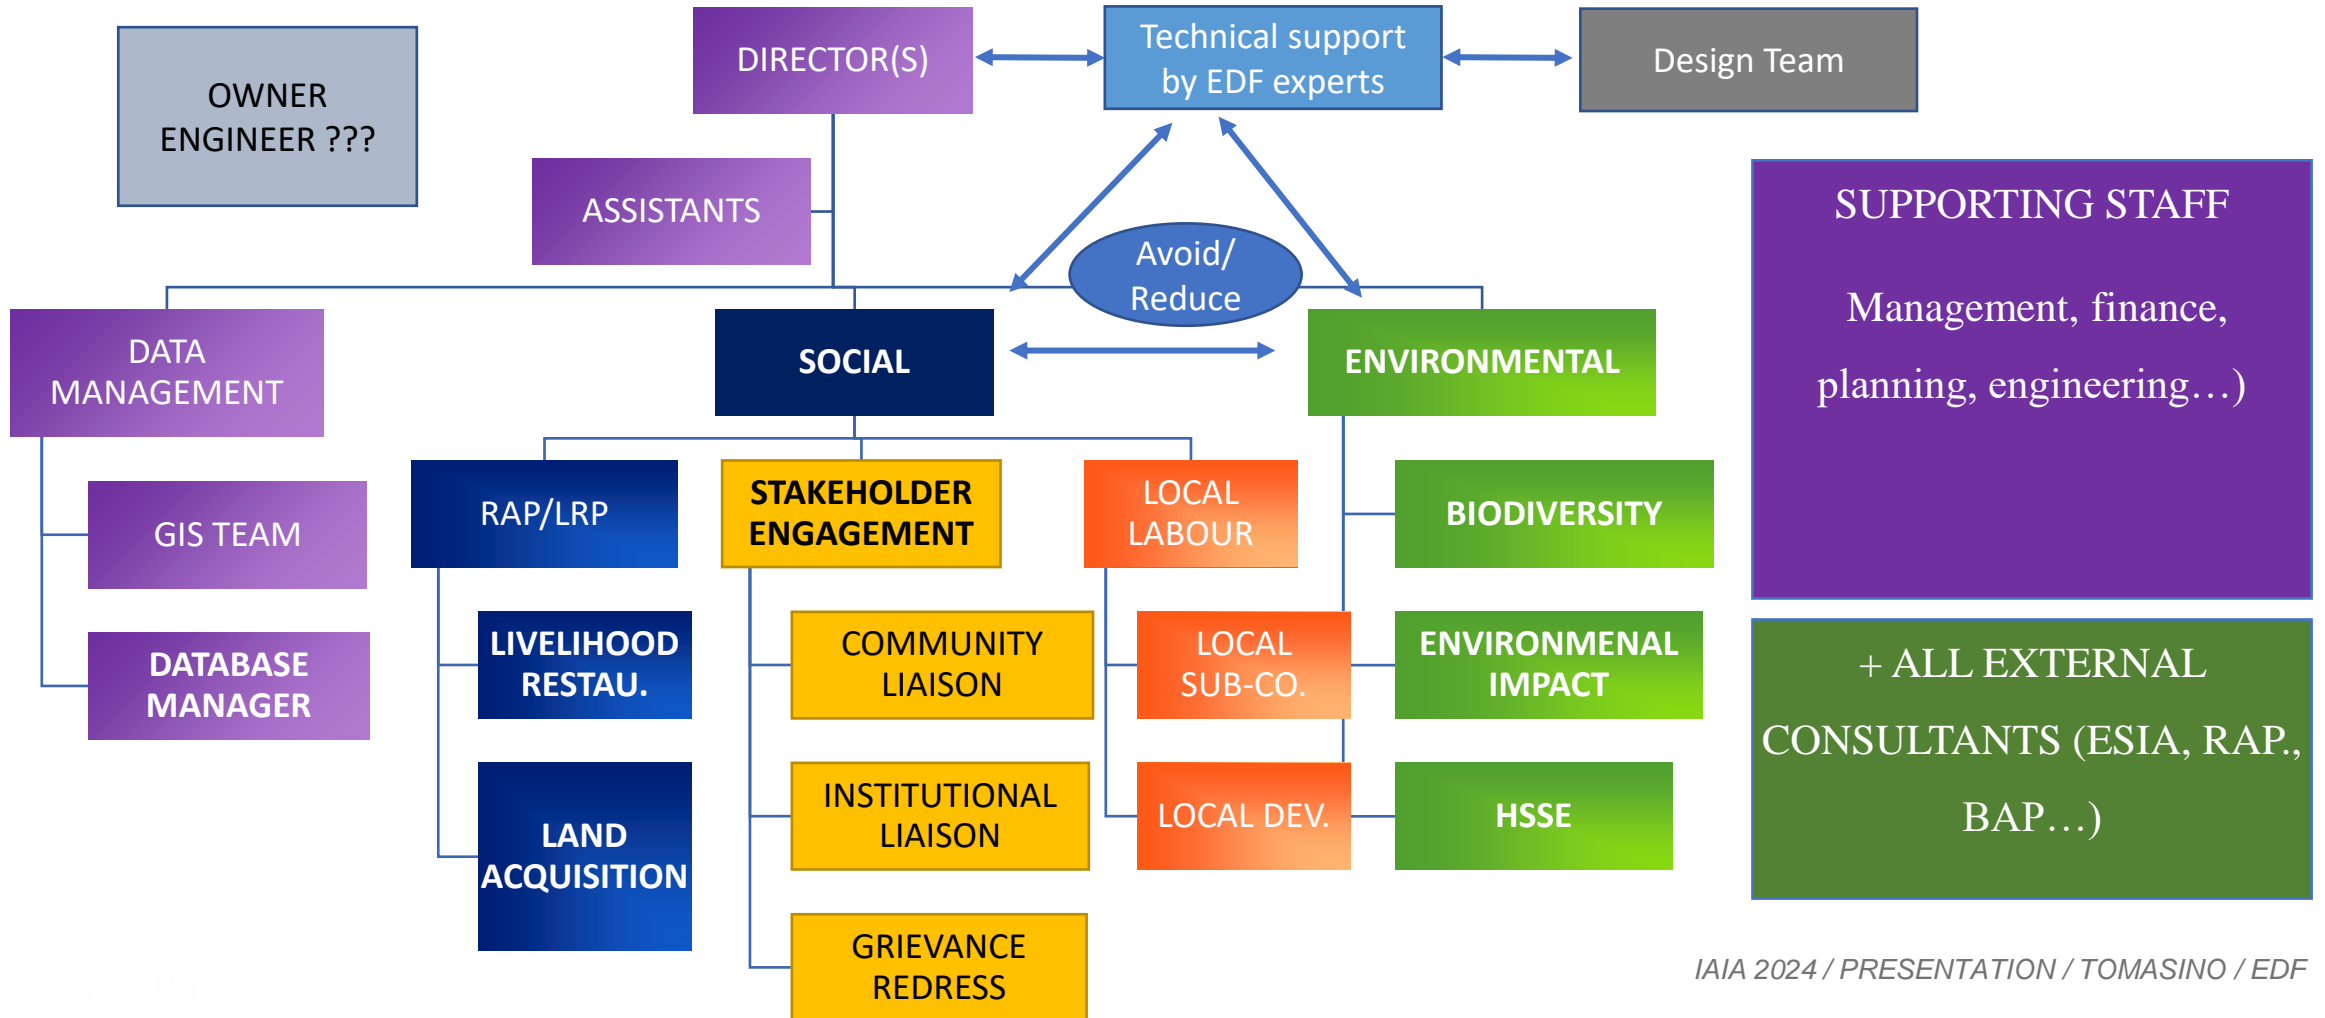 OWNER
ENGINEER ???
DIRECTOR(S)
Technical support
by EDF experts
Design Team
ASSISTANTS
Avoid/
Reduce
SUPPORTING STAFF
Management, finance,
planning, engineering…)
DATA
MANAGEMENT
SOCIAL
ENVIRONMENTAL
GIS TEAM
DATABASE
MANAGER
RAP/LRP
STAKEHOLDER
ENGAGEMENT
LOCAL
LABOUR
BIODIVERSITY
LIVELIHOOD
RESTAU.
COMMUNITY
LIAISON
LOCAL
SUB-CO.
ENVIRONMENAL
IMPACT
+ ALL EXTERNAL
CONSULTANTS (ESIA, RAP.,
BAP…)
LAND
ACQUISITION
INSTITUTIONAL
LIAISON
LOCAL DEV.
HSSE
GRIEVANCE
REDRESS
IAIA 2024 / PRESENTATION / TOMASINO / EDF